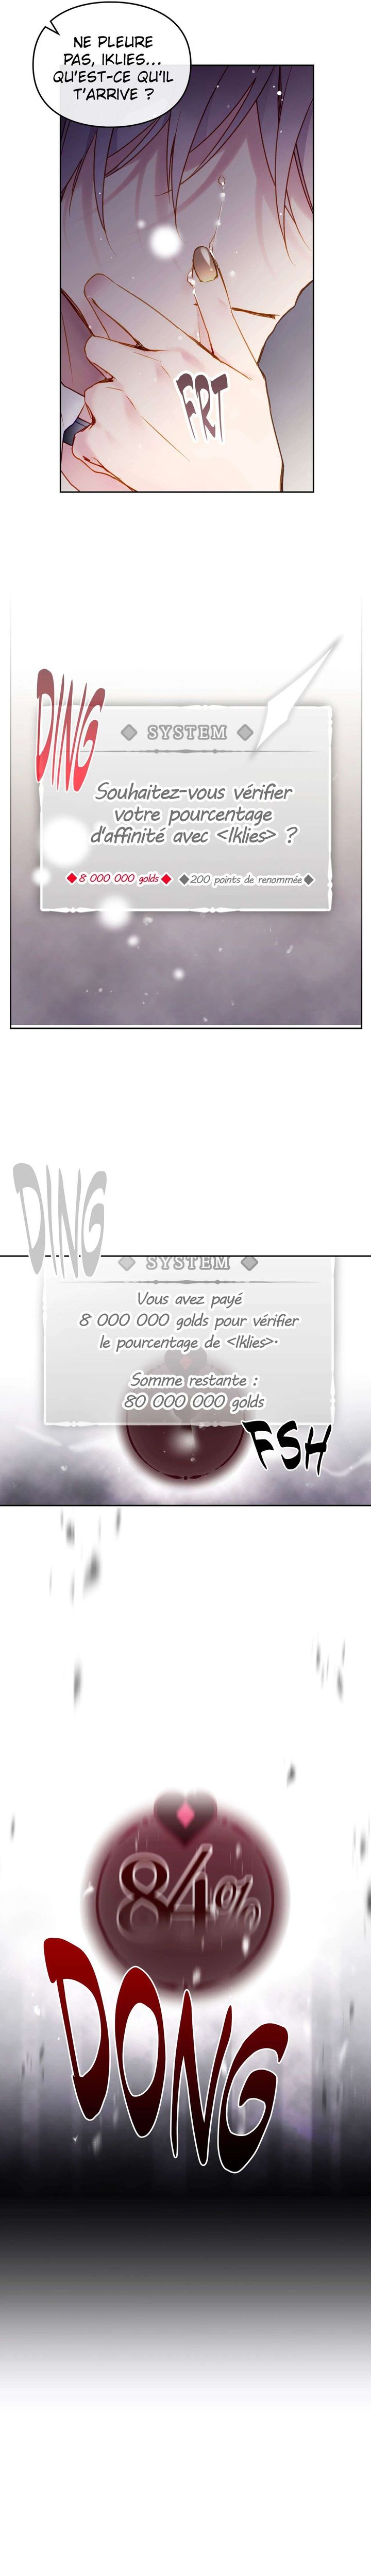 NE PLEURE
PAS, IKLIES...
QU'EST-CE QU'IL
T'ARRIVE ?
FRT
DING
SYSTEM
Souhaitez-vous vérifier
votre pourcentage
d'affinité avec <Iklies> ?
8 000 000 golds
200 points de renommée
DING
SYSTEM
Vous avez payé
8 000 000 golds pour vérifier
le pourcentage de <Iklies>.
Somme restante :
80 000 000 golds
FSH
84%
DONG